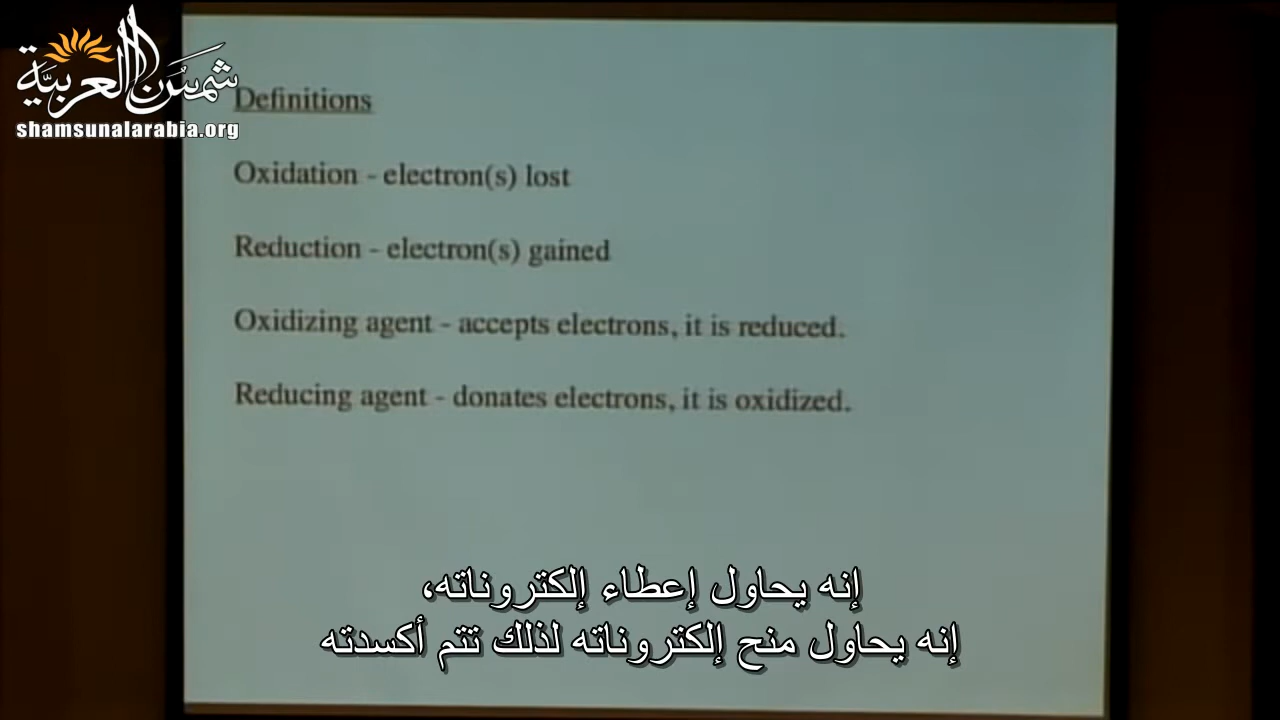 شمسُ العربيّة
shamsunalarabia.org
Definitions
Oxidation - electron(s) lost
Reduction - electron(s) gained
Oxidizing agent - accepts electrons, it is reduced.
Reducing agent - donates electrons, it is oxidized.
إنه يحاول إعطاء إلكتروناته،
إنه يحاول منح إلكتروناته لذلك تتم أكسدته